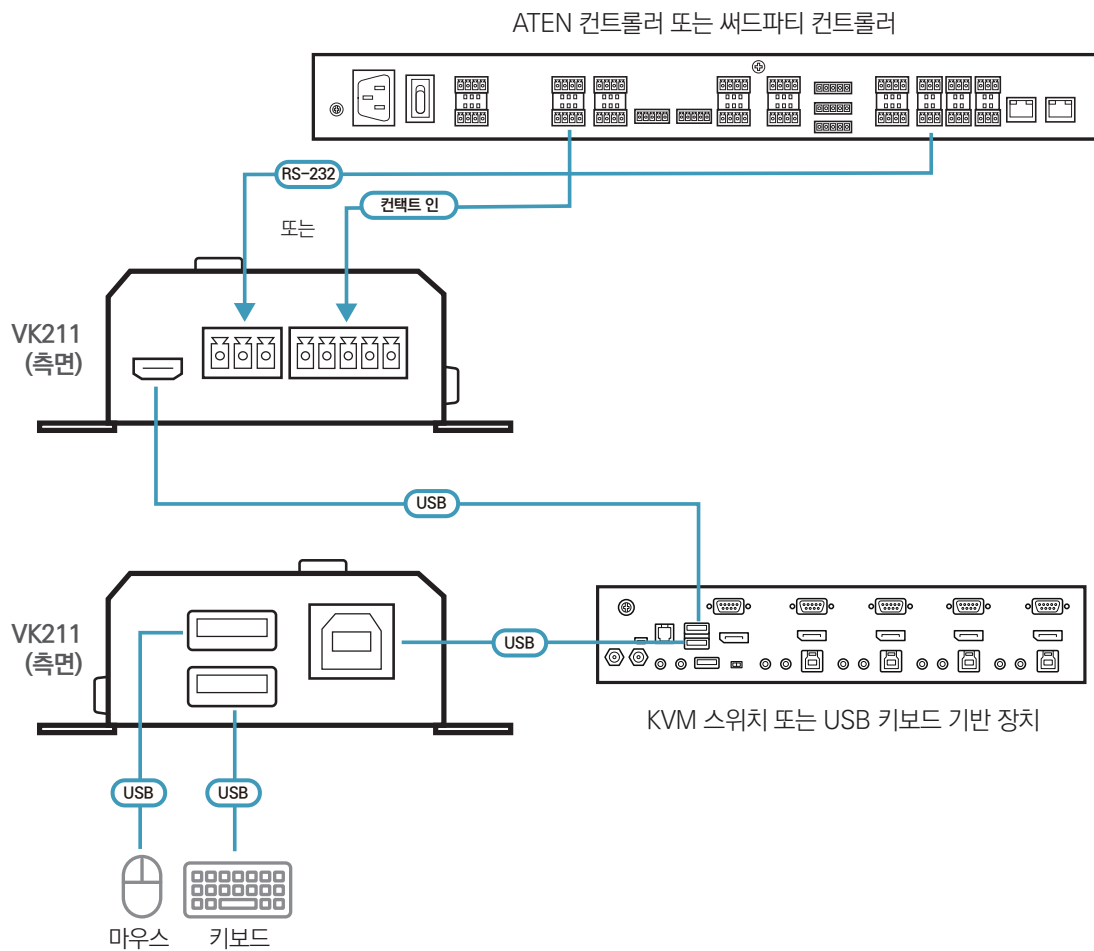 ATEN 컨트롤러 또는 써드파티 컨트롤러
RS-232
컨택트 인
또는
VK211
(측면)
USB
VK211
(측면)
USB
KVM 스위치 또는 USB 키보드 기반 장치
USB
USB
마우스
키보드